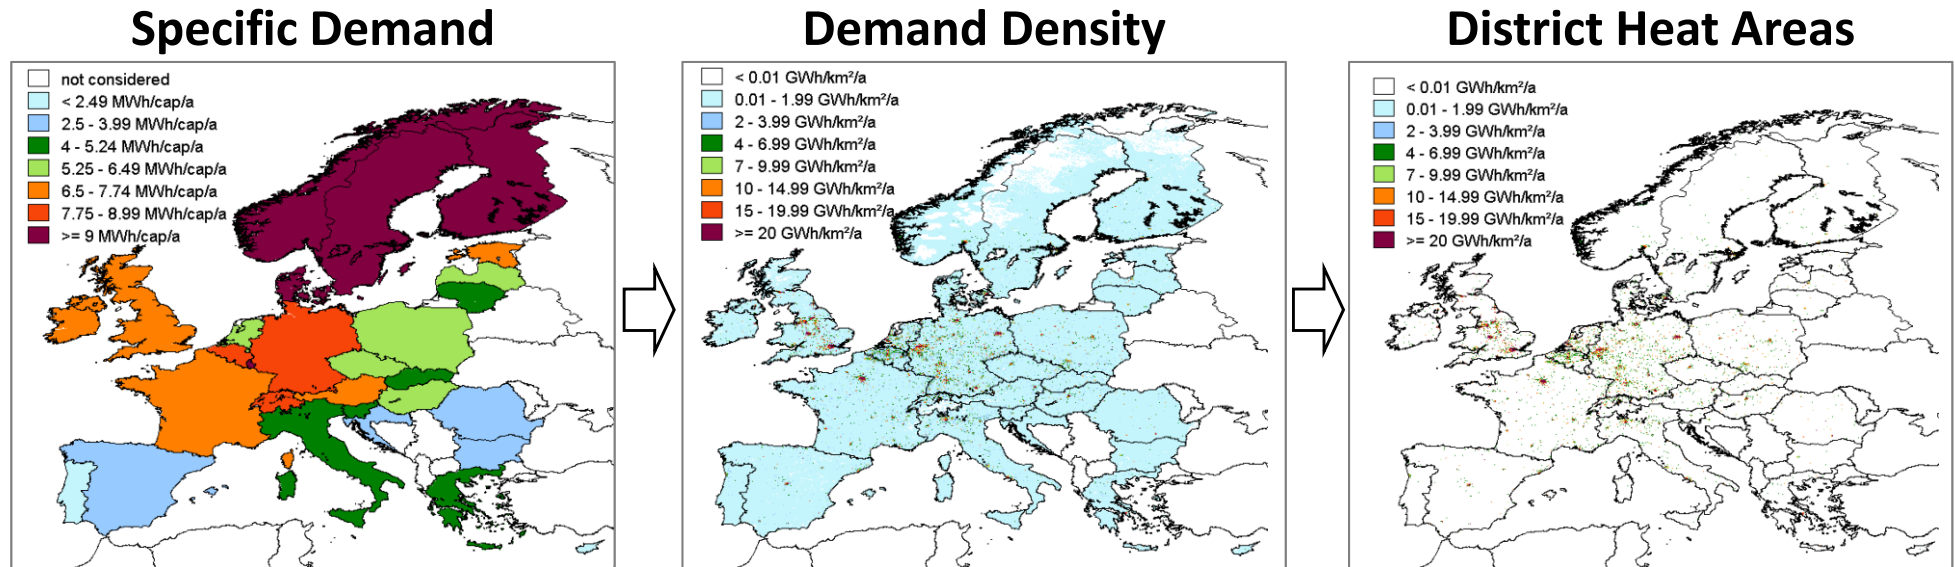 Specific Demand
not considered
< 2.49 MWh/cap/a
2.5 - 3.99 MWh/cap/a
4 - 5.24 MWh/cap/a
5.25 - 6.49 MWh/cap/a
6.5 - 7.74 MWh/cap/a
7.75 - 8.99 MWh/cap/a
>= 9 MWh/cap/a
Demand Density
< 0.01 GWh/km²/a
0.01 - 1.99 GWh/km²/a
2 - 3.99 GWh/km²/a
4 - 6.99 GWh/km²/a
7 - 9.99 GWh/km²/a
10 - 14.99 GWh/km²/a
15 - 19.99 GWh/km²/a
>= 20 GWh/km²/a
District Heat Areas
< 0.01 GWh/km²/a
0.01 - 1.99 GWh/km²/a
2 - 3.99 GWh/km²/a
4 - 6.99 GWh/km²/a
7 - 9.99 GWh/km²/a
10 - 14.99 GWh/km²/a
15 - 19.99 GWh/km²/a
>= 20 GWh/km²/a